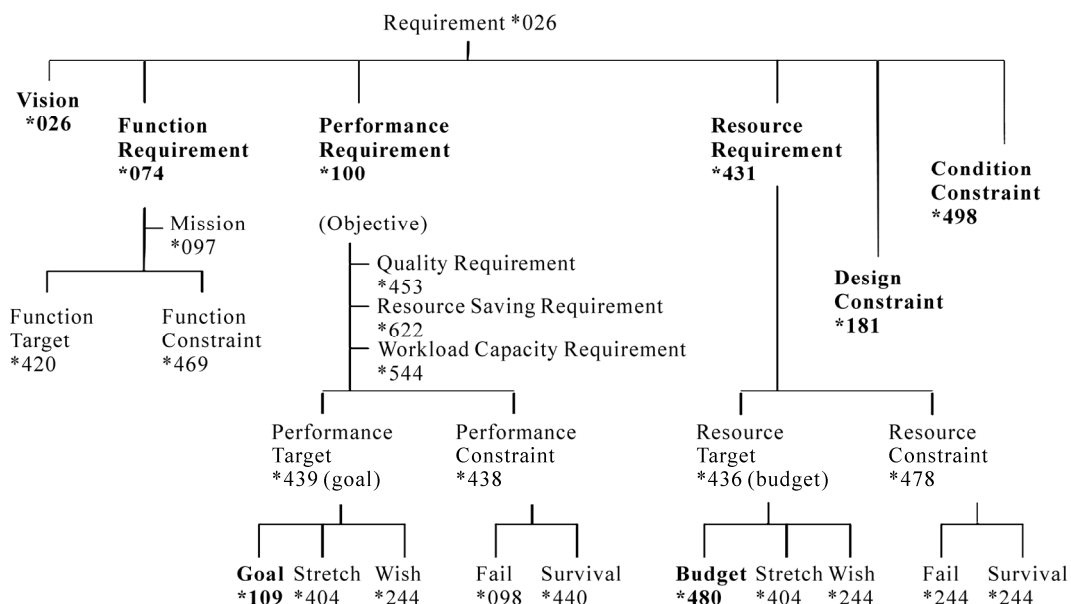 Requirement *026
Vision
*026
Function
Requirement
*074
Performance
Requirement
*100
Resource
Requirement
*431
Condition
Constraint
*498
Design
Constraint
*181
Mission
*097
Function
Target
*420
Function
Constraint
*469
(Objective)
Quality Requirement
*453
Resource Saving Requirement
*622
Workload Capacity Requirement
*544
Performance
Target
*439 (goal)
Performance
Constraint
*438
Resource
Target
*436 (budget)
Resource
Constraint
*478
Goal
*109
Stretch
*404
Wish
*244
Fail
*098
Survival
*440
Budget
*480
Stretch
*404
Wish
*244
Fail
*244
Survival
*244